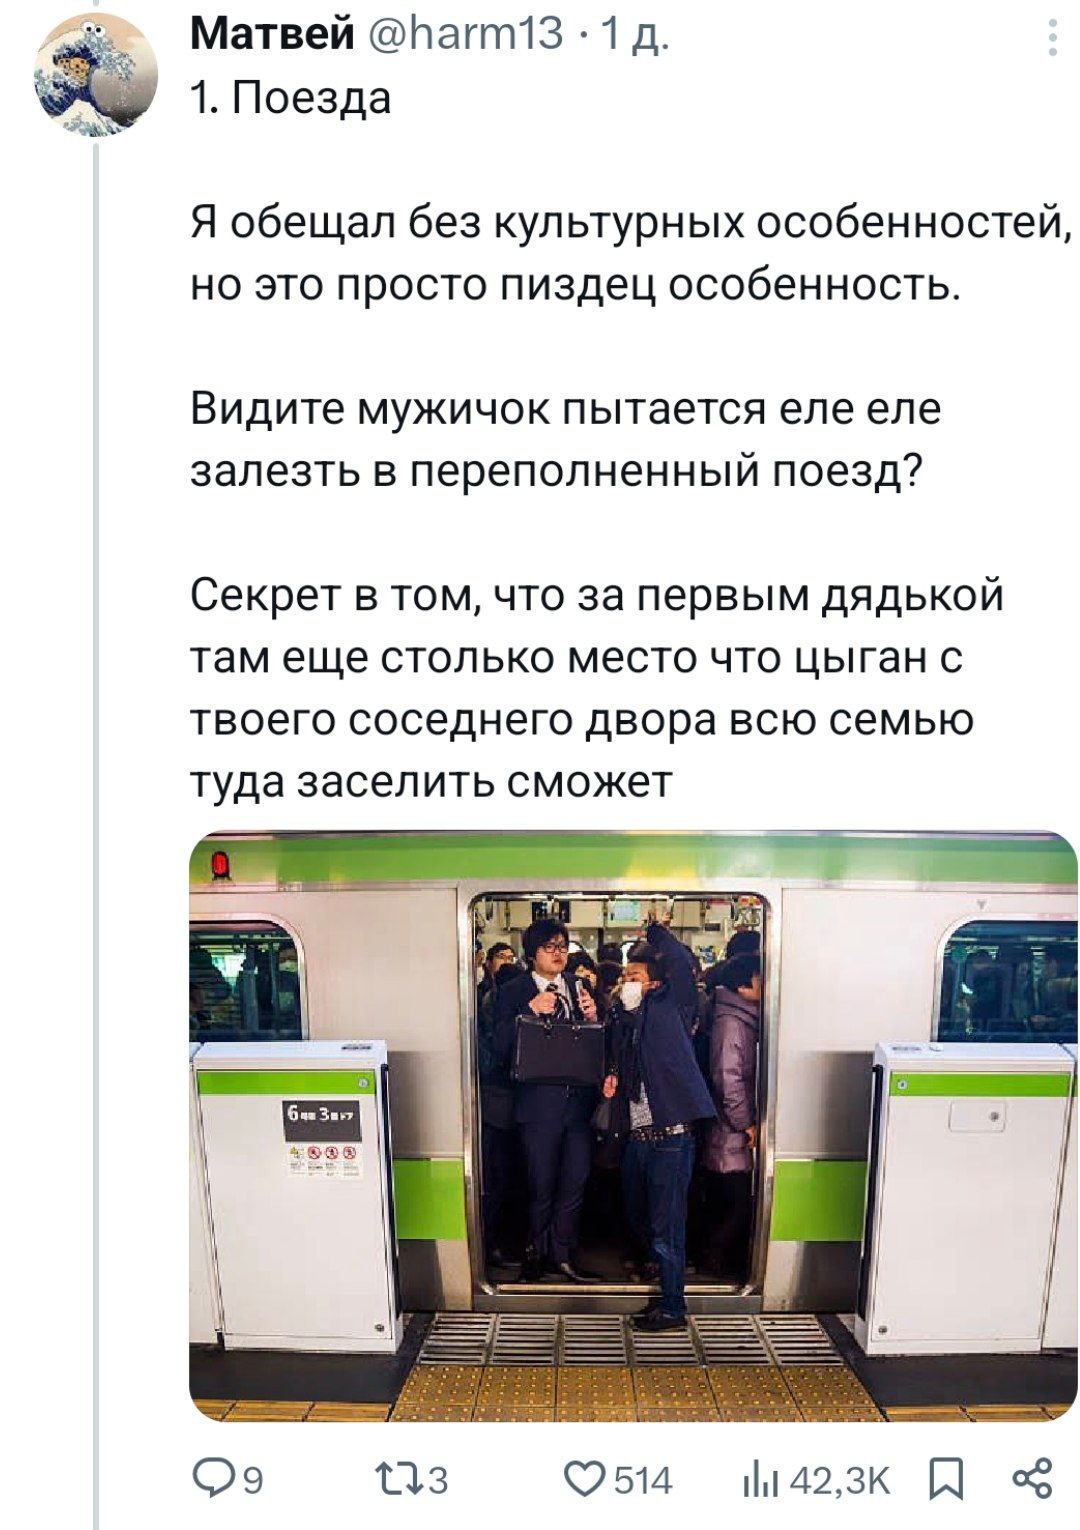 Матвей @harm13 · 1 д.
1. Поезда
Я обещал без культурных особенностей,
но это просто пиздец особенность.
Видите мужичок пытается еле еле
залезть в переполненный поезд?
Секрет в том, что за первым дядькой
там еще столько место что цыган с
твоего соседнего двора всю семью
туда заселить сможет
6号車 3番ドア
9 3 514 42,3K